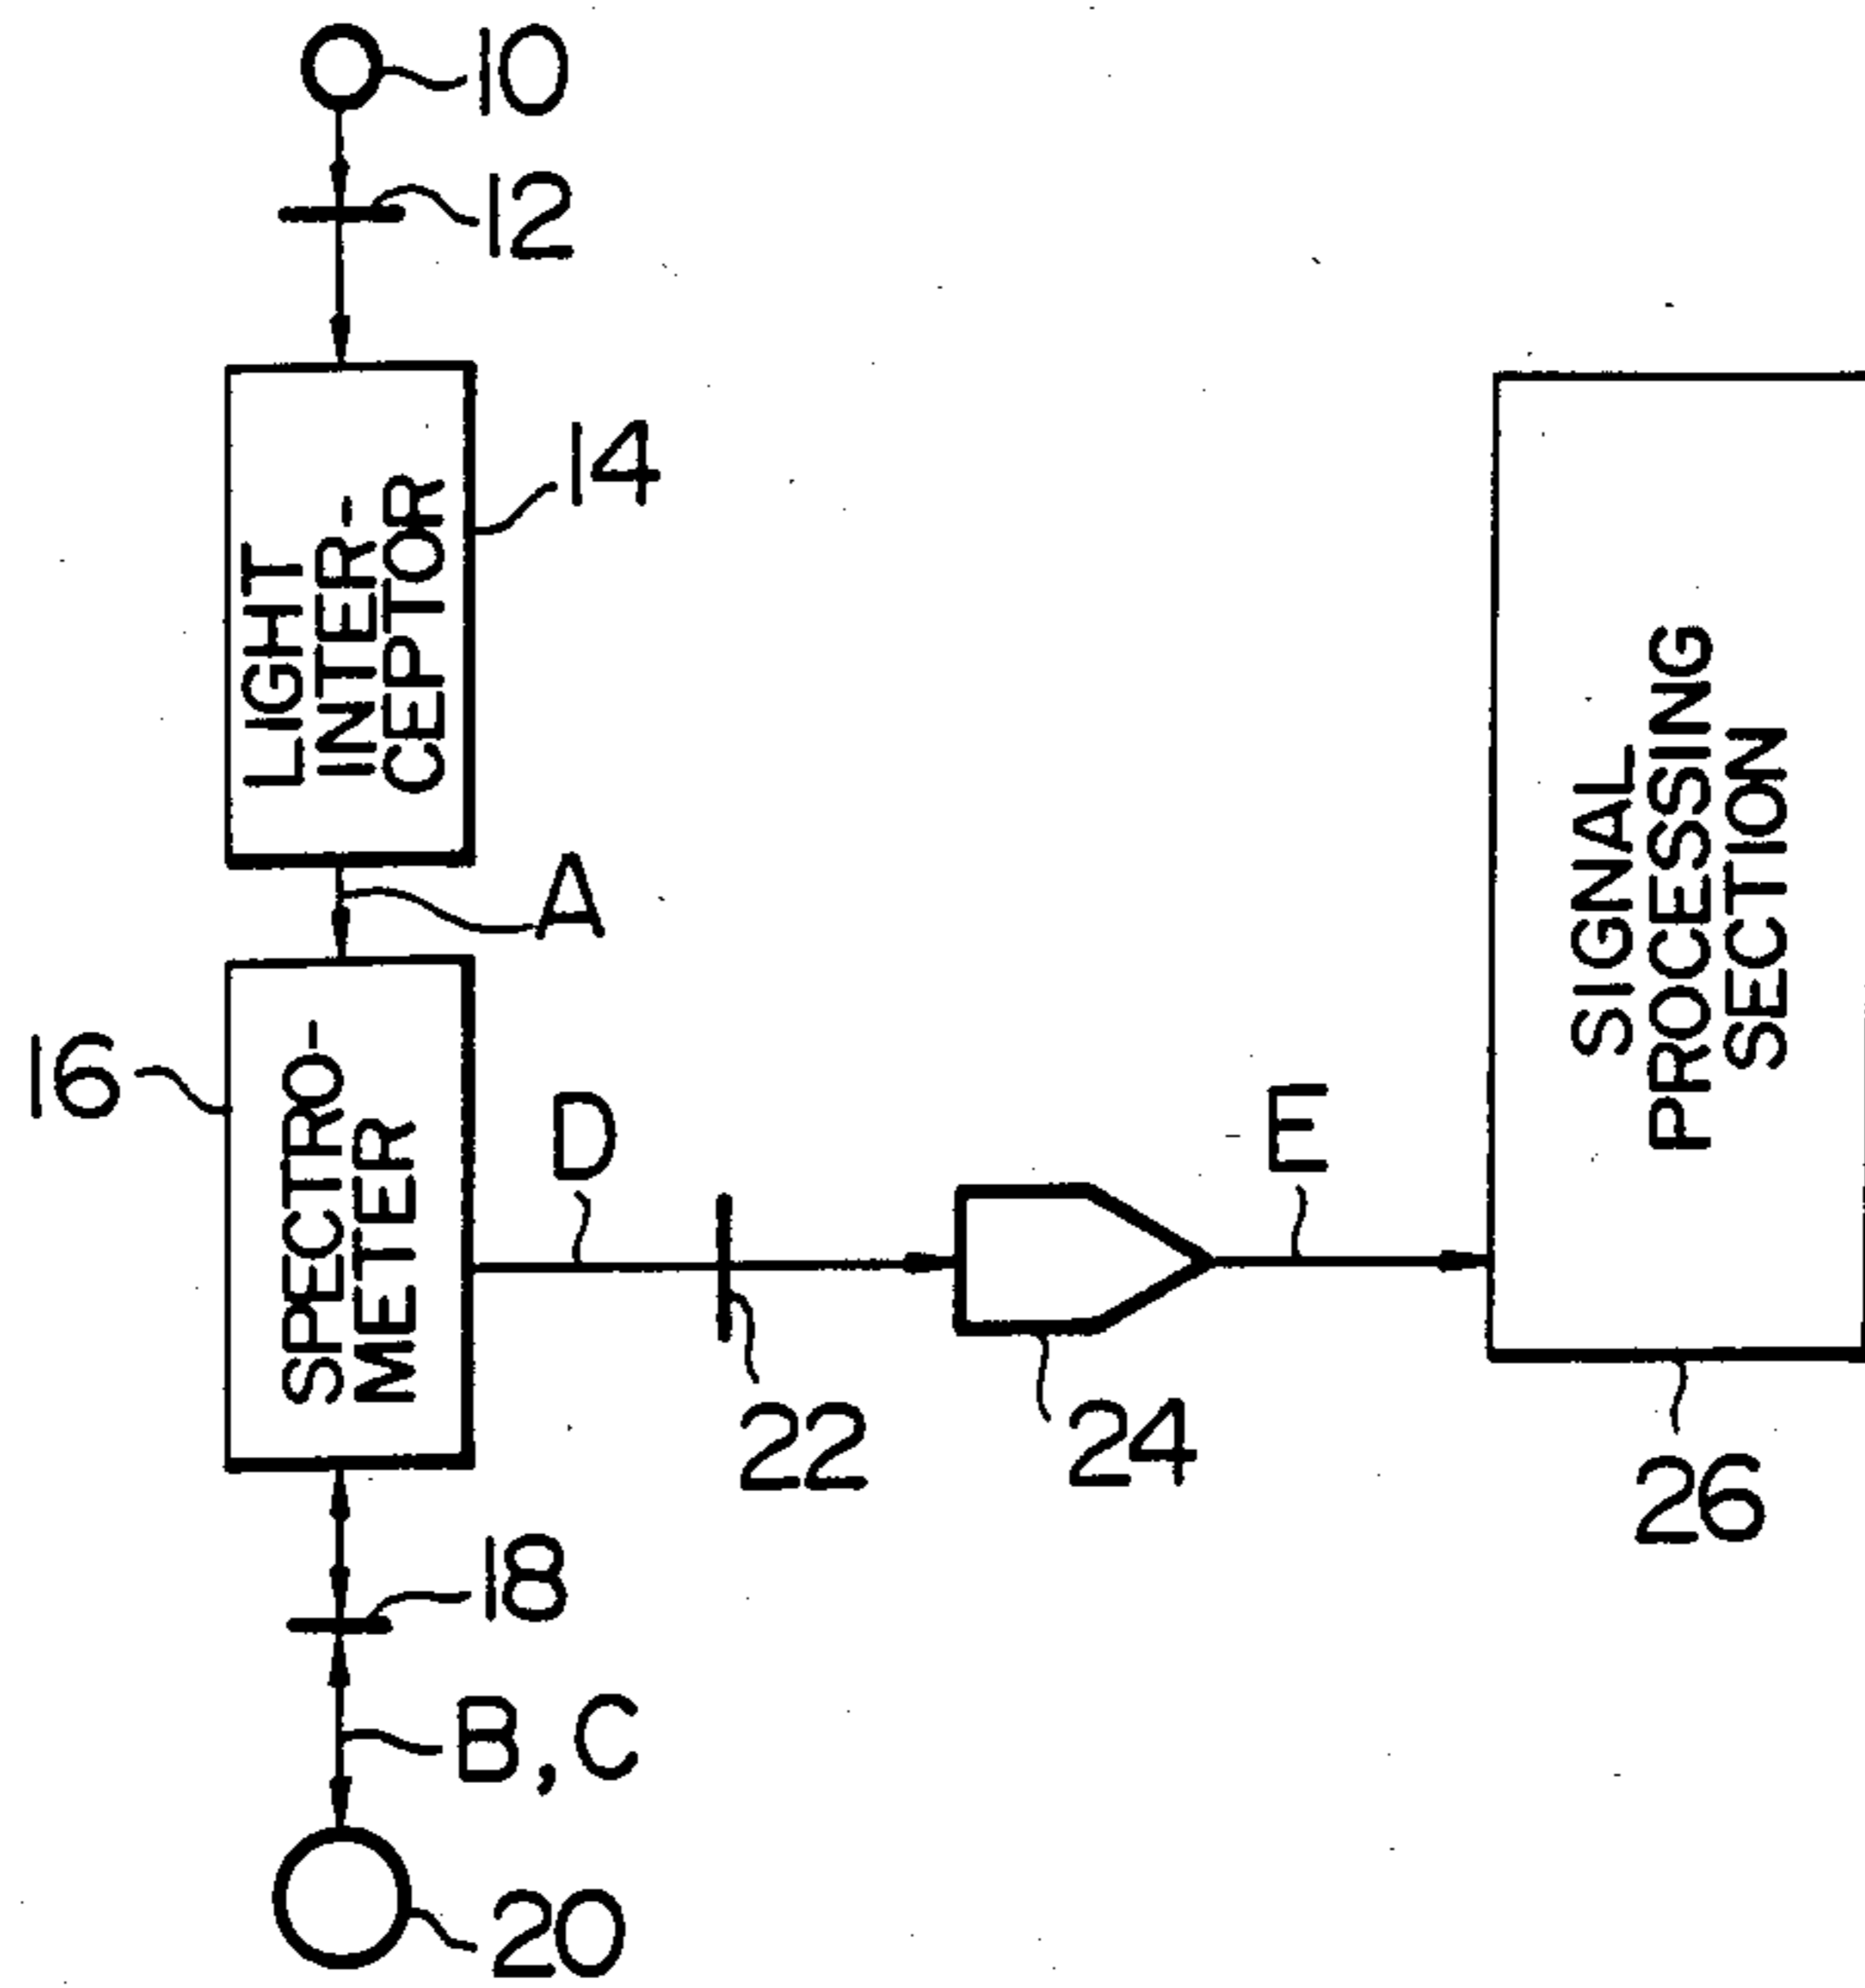 10
12
LIGHT
INTER-
CEPTOR
14
A
16
SPECTRO-
METER
D
22
24
E
SIGNAL
PROCESSING
SECTION
26
18
B,C
20